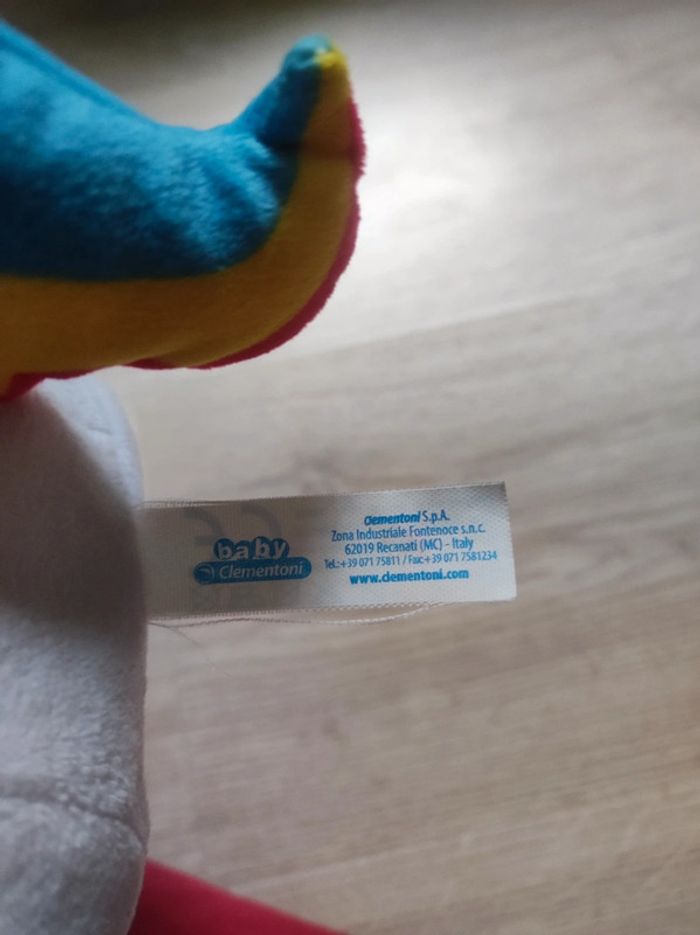 baby
Clementoni
Clementoni S.p.A.
Zona Industriale Fontenoce s.n.c.
62019 Recanati (MC) - Italy
Tel.:+39 071 75811 / Fax:+39 071 7581234
www.clementoni.com